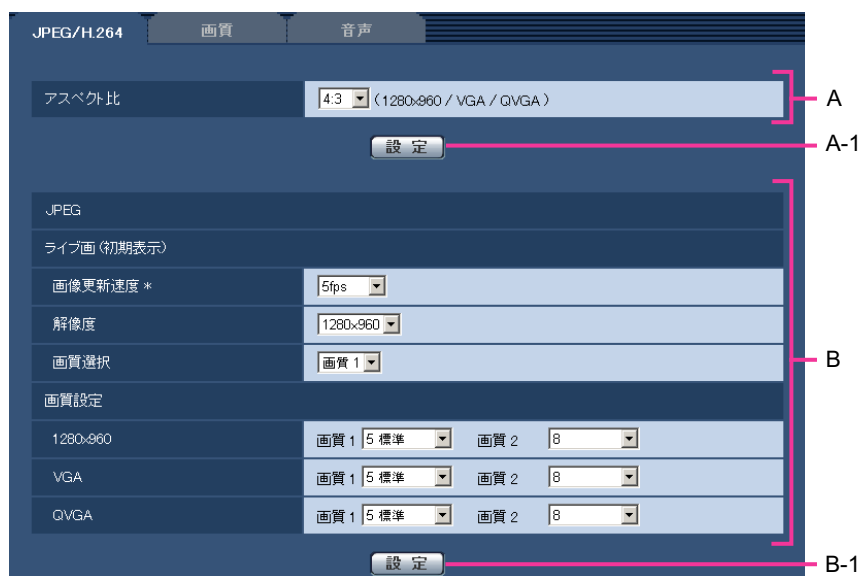 JPEG/H.264 画質 音声
アスペクト比 4:3 (1280x960 / VGA / QVGA) A
設定 A-1
JPEG
ライブ画(初期表示)
画像更新速度 * 5fps
解像度 1280x960
画質選択 画質 1 B
画質設定
1280x960 画質 1 5 標準 画質 2 8
VGA 画質 1 5 標準 画質 2 8
QVGA 画質 1 5 標準 画質 2 8
設定 B-1